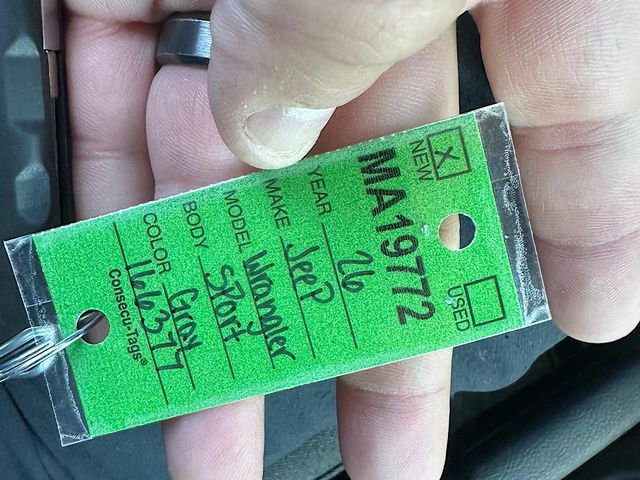 X
NEW USED
MA19772
YEAR 26
MAKE Jeep
MODEL Wrangler
BODY Sport
COLOR Gray
166377
Consecu-Tags®